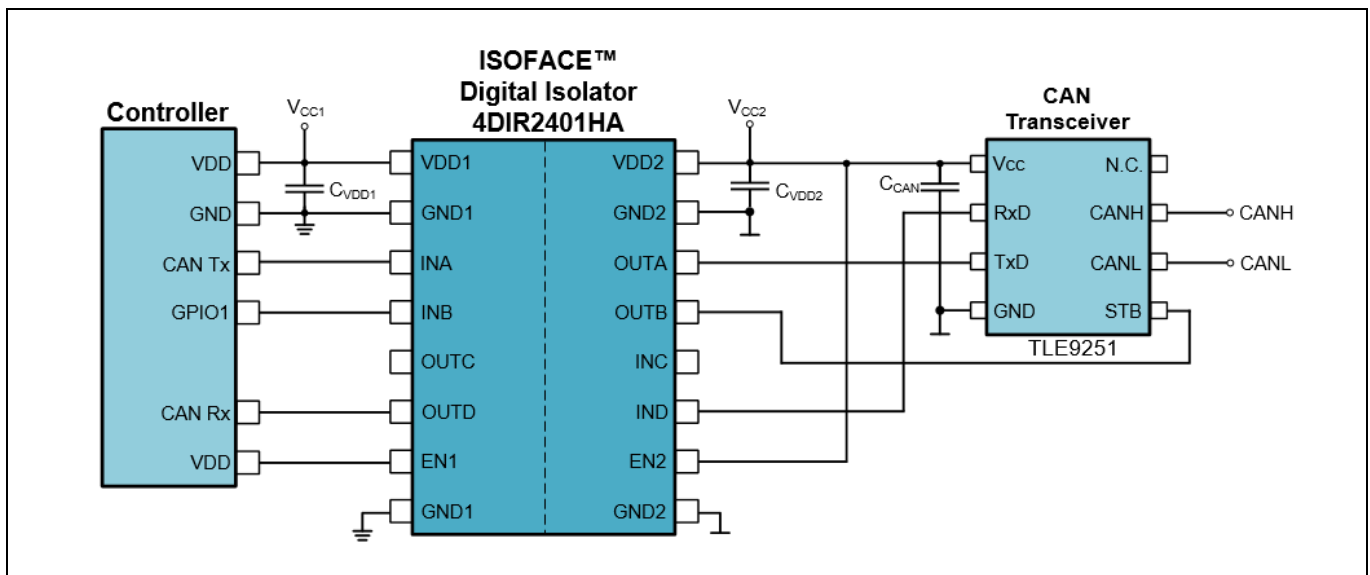 ISOFACE™
Digital Isolator
4DIR2401HA
Controller
VCC1
VCC2
CAN
Transceiver
VDD
VDD1
VDD2
Vcc
N.C.
CVDD1
CVDD2
CCAN
GND
GND1
GND2
RxD
CANH
CANH
CAN Tx
INA
OUTA
TxD
CANL
CANL
GPIO1
INB
OUTB
GND
STB
TLE9251
OUTC
INC
CAN Rx
OUTD
IND
VDD
EN1
EN2
GND1
GND2